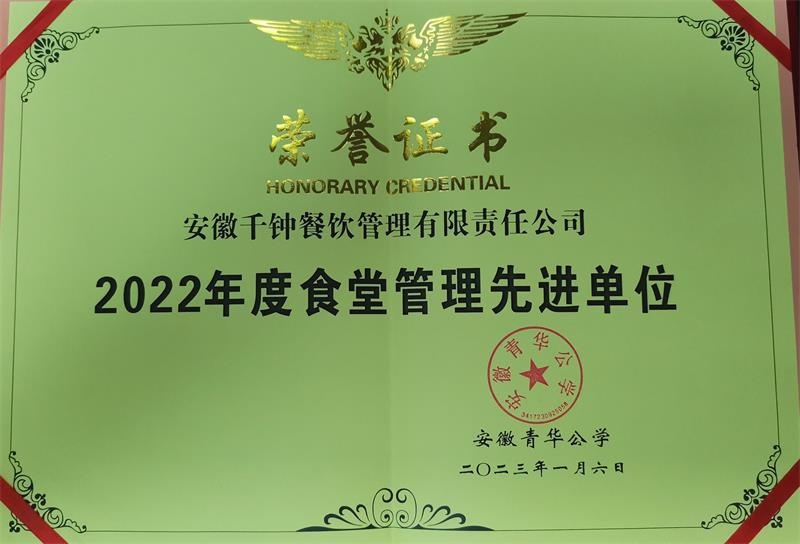 荣誉证书
HONORARY CREDENTIAL
安徽千钟餐饮管理有限责任公司
2022年度食堂管理先进单位
安徽青华公学
安徽青华公学
二〇二三年一月六日